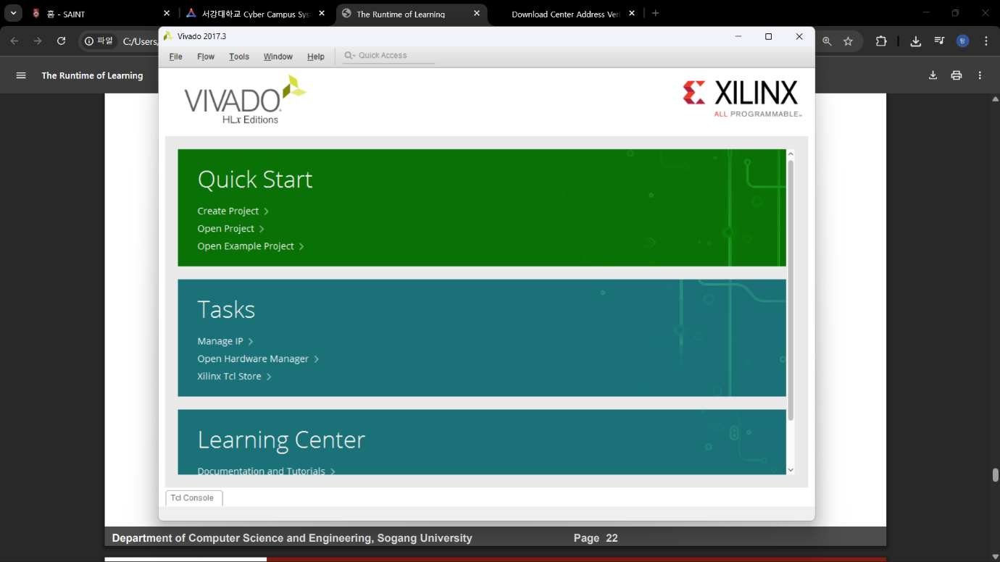 홈 - SAINT
서강대학교 Cyber Campus Sys
The Runtime of Learning
Download Center Address Veri
파일
C:/Users/
탕
Vivado 2017.3
File Flow Tools Window Help
Quick Access
The Runtime of Learning
VIVADO
HLx Editions
XILINX
ALL PROGRAMMABLE™
Quick Start
Create Project
Open Project
Open Example Project
Tasks
Manage IP
Open Hardware Manager
Xilinx Tcl Store
Learning Center
Documentation and Tutorials
Tcl Console
Department of Computer Science and Engineering, Sogang University
Page 22